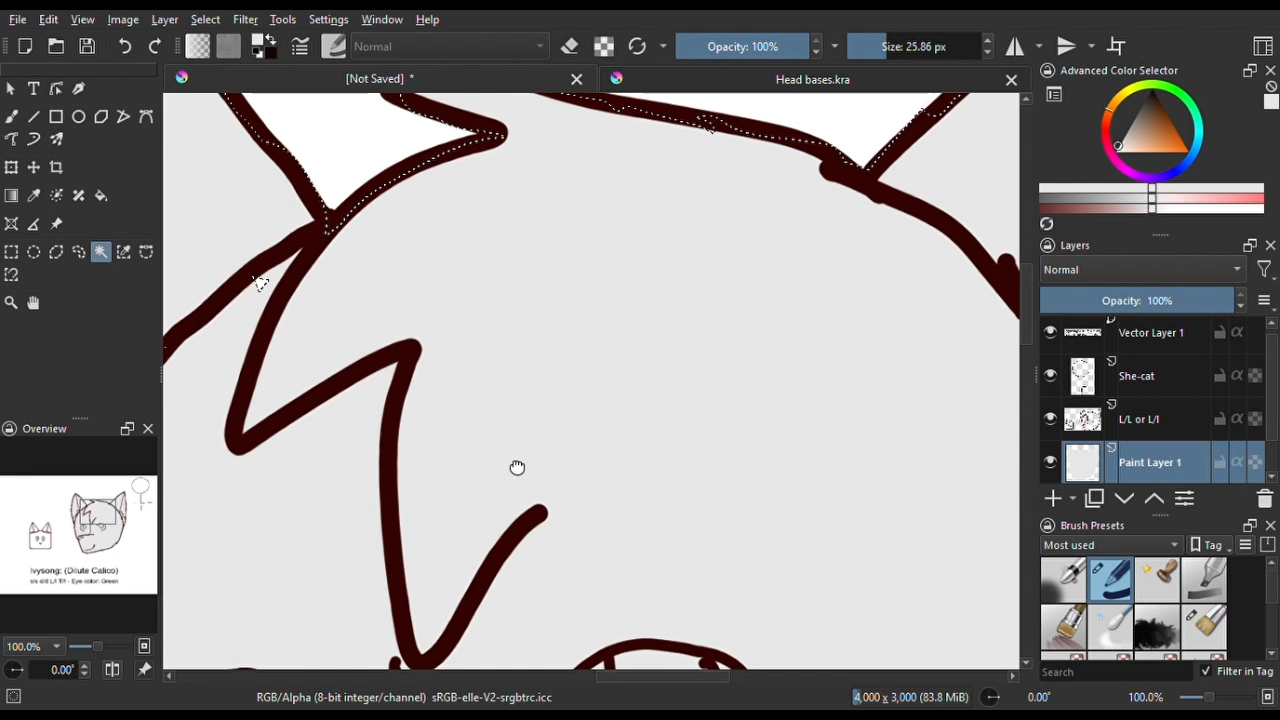 File Edit View Image Layer Select Filter Tools Settings Window Help
Normal Opacity: 100% Size: 25.86 px
[Not Saved] * Head bases.kra
Advanced Color Selector
Layers
Normal
Opacity: 100%
Vector Layer 1
She-cat
L/L or L/l
Paint Layer 1
Overview
Ivysong: (Dilute Calico)
Eye color: Green
Brush Presets
Most used Tag
100.0%
0.00°
Search Filter in Tag
RGB/Alpha (8-bit integer/channel) sRGB-elle-V2-srgbtrc.icc 4,000 x 3,000 (83.8 MiB) 0.00° 100.0%